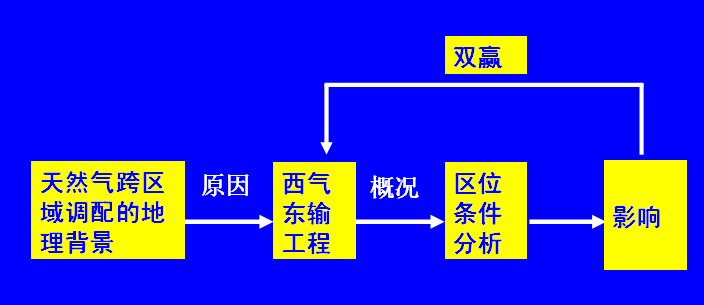 双赢
天然气跨区
域调配的地
理背景
原因
西气
东输
工程
概况
区位
条件
分析
影响